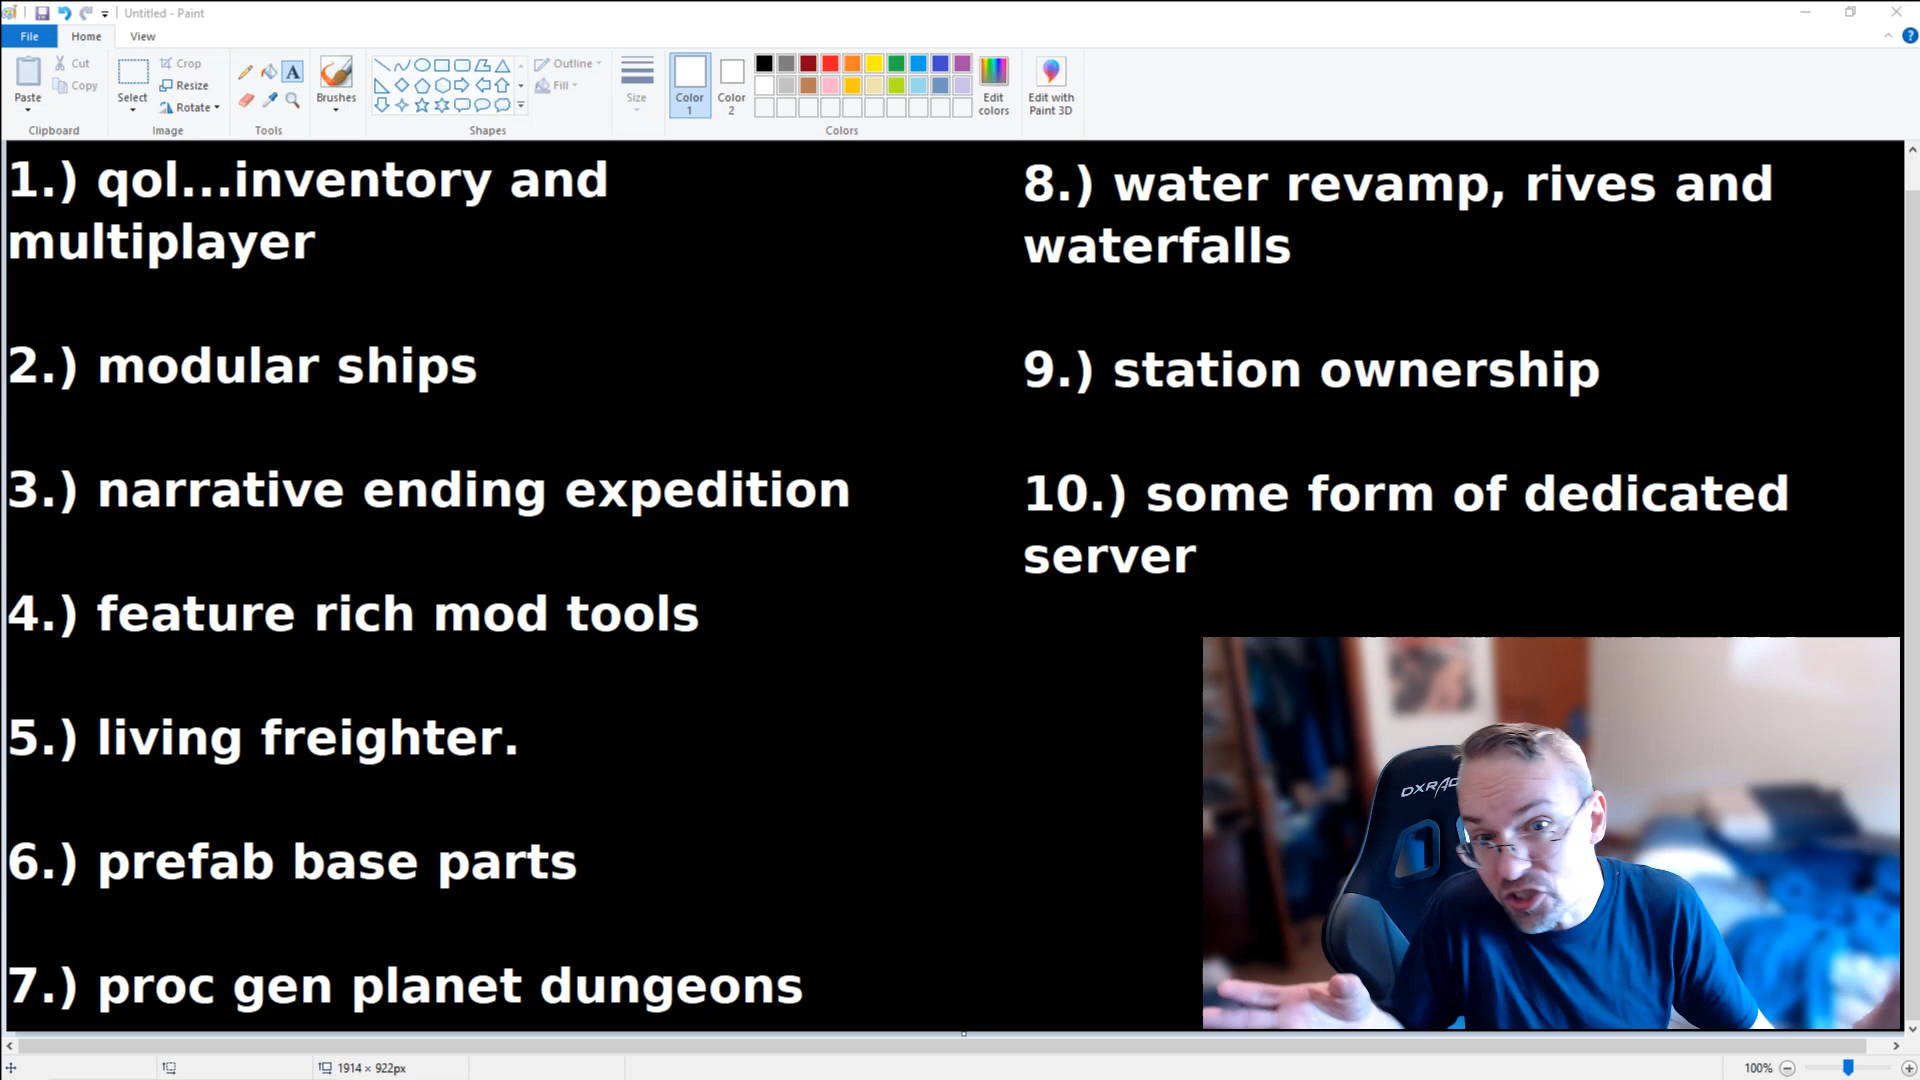 Untitled - Paint
File Home View
Paste
Cut
Copy
Clipboard
Select
Crop
Resize
Rotate
Image
Tools
Brushes
Outline
Fill
Shapes
Size
Color 1
Color 2
Edit colors
Colors
Edit with Paint 3D
1.) qol...inventory and
multiplayer
2.) modular ships
3.) narrative ending expedition
4.) feature rich mod tools
5.) living freighter.
6.) prefab base parts
7.) proc gen planet dungeons
8.) water revamp, rives and
waterfalls
9.) station ownership
10.) some form of dedicated
server
1914 × 922px
100%